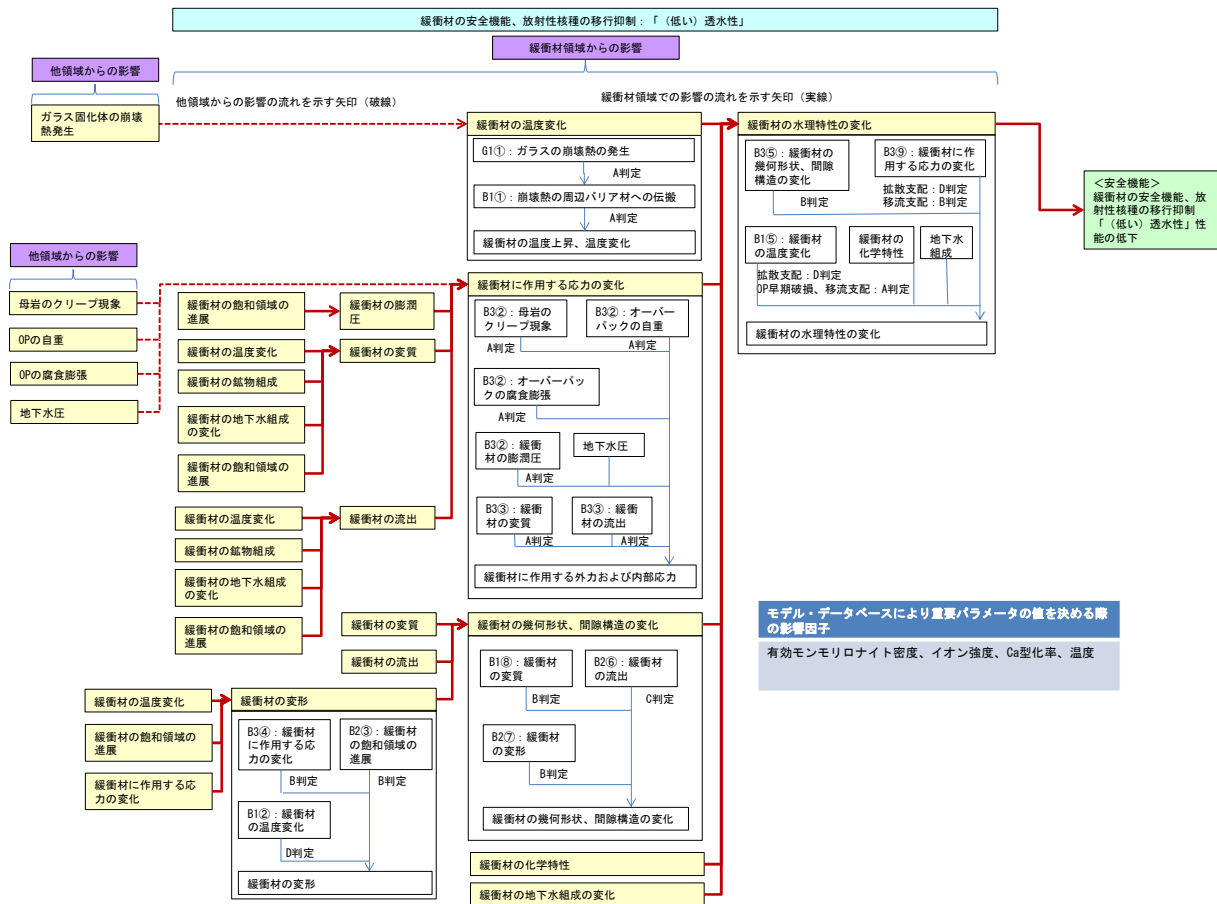 緩衝材の安全機能、放射性核種の移行抑制：「（低い）透水性」
緩衝材領域からの影響
他領域からの影響
ガラス固化体の崩壊
熱発生
他領域からの影響の流れを示す矢印（破線）
緩衝材領域での影響の流れを示す矢印（実線）
緩衝材の温度変化
G1①：ガラスの崩壊熱の発生
A判定
B1①：崩壊熱の周辺バリア材への伝搬
A判定
緩衝材の温度上昇、温度変化
緩衝材の水理特性の変化
B3⑤：緩衝材の
幾何形状、間隙
構造の変化
B判定
B3⑨：緩衝材に作
用する応力の変化
拡散支配：D判定
移流支配：B判定
B1⑤：緩衝材
の温度変化
緩衝材の
化学特性
地下水
組成
拡散支配：D判定
OP早期破損、移流支配：A判定
緩衝材の水理特性の変化
＜安全機能＞
緩衝材の安全機能、放
射性核種の移行抑制
「（低い）透水性」性
能の低下
他領域からの影響
母岩のクリープ現象
OPの自重
OPの腐食膨張
地下水圧
緩衝材の飽和領域の
進展
緩衝材の膨潤
圧
緩衝材の温度変化
緩衝材の変質
緩衝材の鉱物組成
緩衝材の地下水組成
の変化
緩衝材の飽和領域の
進展
緩衝材の温度変化
緩衝材の流出
緩衝材の鉱物組成
緩衝材の地下水組成
の変化
緩衝材の飽和領域の
進展
緩衝材に作用する応力の変化
B3②：母岩の
クリープ現象
A判定
B3②：オーバー
パックの自重
A判定
B3②：オーバーパッ
クの腐食膨張
A判定
B3②：緩衝
材の膨潤圧
A判定
地下水圧
B3③：緩衝
材の変質
A判定
B3③：緩衝
材の流出
A判定
緩衝材に作用する外力および内部応力
モデル・データベースにより重要パラメータの値を決める際
の影響因子
有効モンモリロナイト密度、イオン強度、Ca型化率、温度
緩衝材の変質
緩衝材の流出
緩衝材の幾何形状、間隙構造の変化
B1⑧：緩衝材
の変質
B判定
B2⑥：緩衝材
の流出
C判定
B2⑦：緩衝材
の変形
B判定
緩衝材の幾何形状、間隙構造の変化
緩衝材の温度変化
緩衝材の飽和領域の
進展
緩衝材に作用する応
力の変化
緩衝材の変形
B3④：緩衝材
に作用する応
力の変化
B判定
B2③：緩衝材
の飽和領域の
進展
B判定
B1②：緩衝材
の温度変化
D判定
緩衝材の変形
緩衝材の化学特性
緩衝材の地下水組成の変化